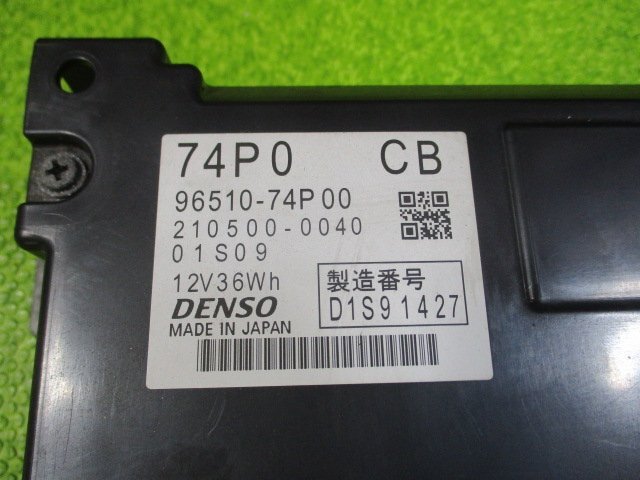 74P0 CB
96510-74P00
210500-0040
01S09
12V36Wh
製造番号
D1S91427
DENSO
MADE IN JAPAN